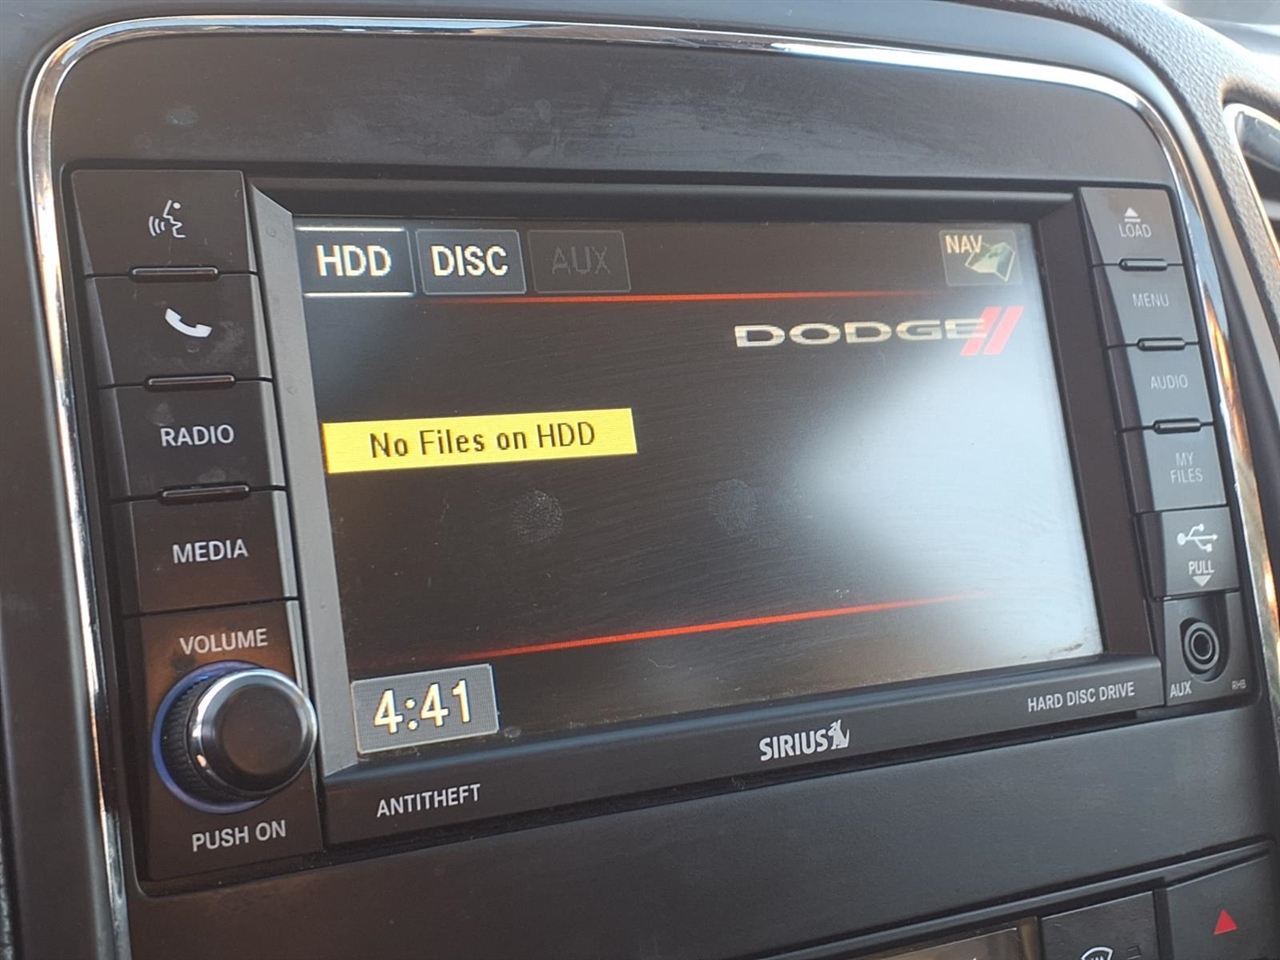 HDD DISC AUX NAV
DODGE
No Files on HDD
4:41
RADIO
MEDIA
VOLUME
PUSH ON
ANTITHEFT
SIRIUS
HARD DISC DRIVE
LOAD
MENU
AUDIO
MY
FILES
PULL
AUX
RHB